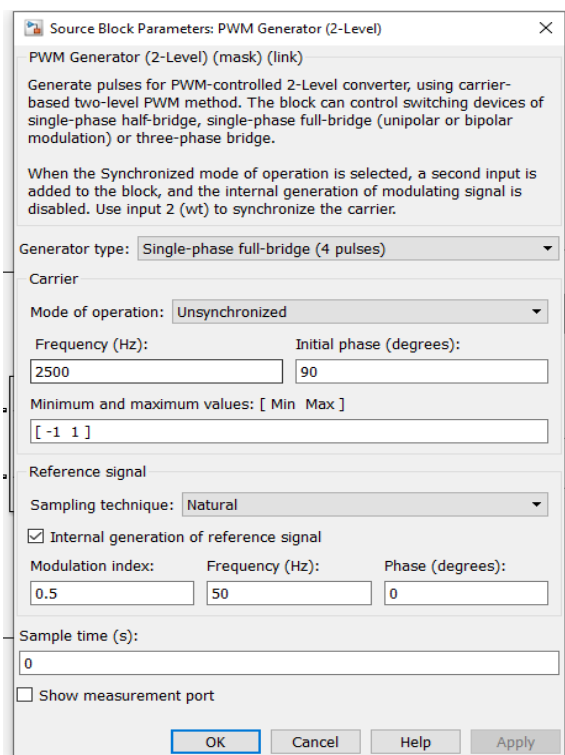 Source Block Parameters: PWM Generator (2-Level)
PWM Generator (2-Level) (mask) (link)
Generate pulses for PWM-controlled 2-Level converter, using carrier-
based two-level PWM method. The block can control switching devices of
single-phase half-bridge, single-phase full-bridge (unipolar or bipolar
modulation) or three-phase bridge.
When the Synchronized mode of operation is selected, a second input is
added to the block, and the internal generation of modulating signal is
disabled. Use input 2 (wt) to synchronize the carrier.
Generator type: Single-phase full-bridge (4 pulses)
Carrier
Mode of operation: Unsynchronized
Frequency (Hz): Initial phase (degrees):
2500 90
Minimum and maximum values: [ Min Max ]
[ -1 1 ]
Reference signal
Sampling technique: Natural
Internal generation of reference signal
Modulation index: Frequency (Hz): Phase (degrees):
0.5 50 0
Sample time (s):
0
Show measurement port
OK Cancel Help Apply